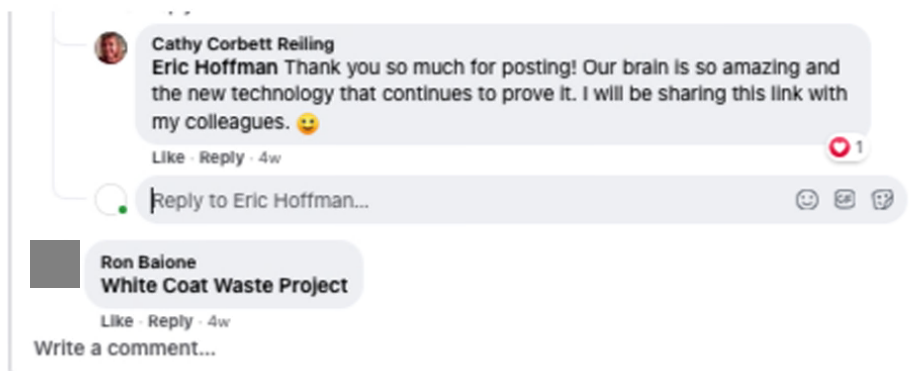 Cathy Corbett Reiling
Eric Hoffman Thank you so much for posting! Our brain is so amazing and
the new technology that continues to prove it. I will be sharing this link with
my colleagues. 😀
Like · Reply · 4w
1
Reply to Eric Hoffman...
GIF
Ron Baione
White Coat Waste Project
Like · Reply · 4w
Write a comment...